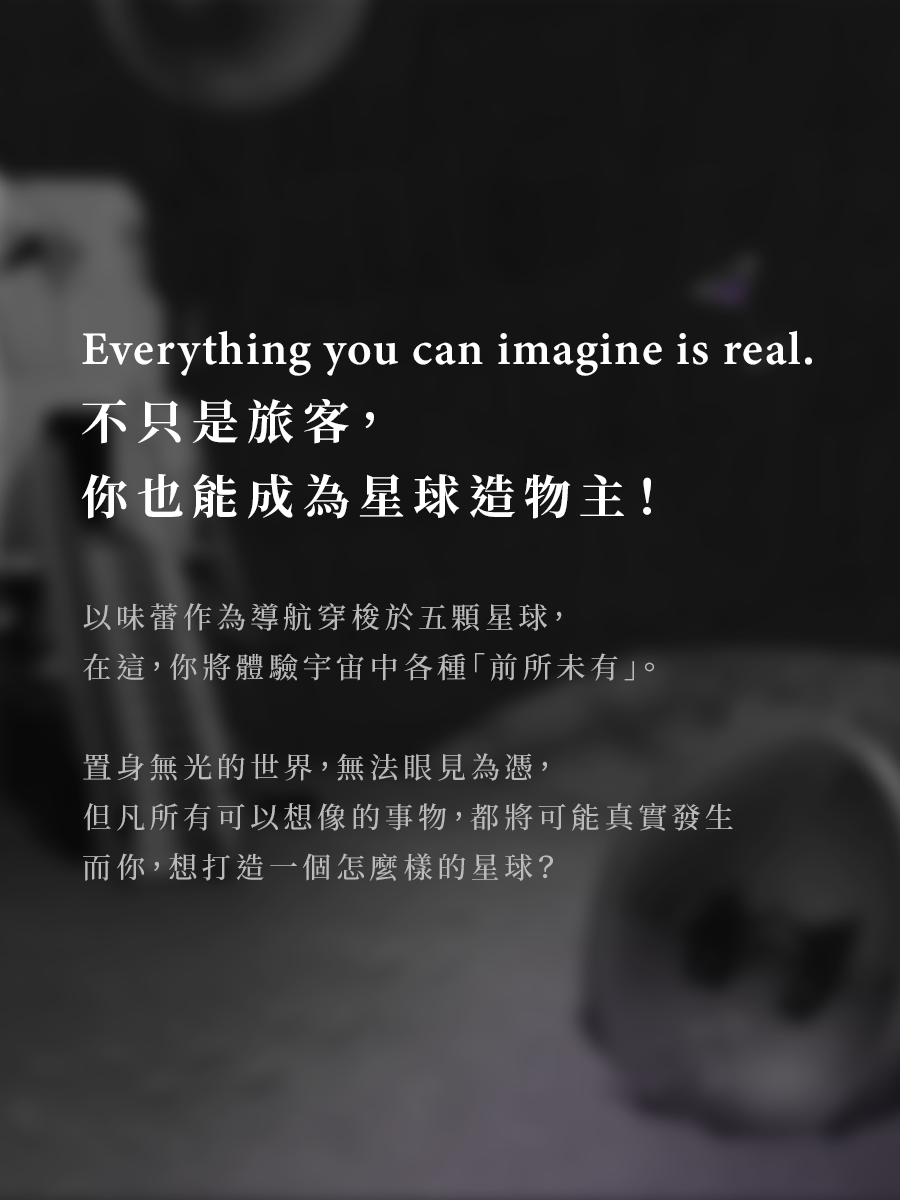 Everything you can imagine is real.
不只是旅客，
你也能成為星球造物主！
以味蕾作為導航穿梭於五顆星球，
在這，你將體驗宇宙中各種「前所未有」。
置身無光的世界，無法眼見為憑，
但凡所有可以想像的事物，都將可能真實發生
而你，想打造一個怎麼樣的星球？